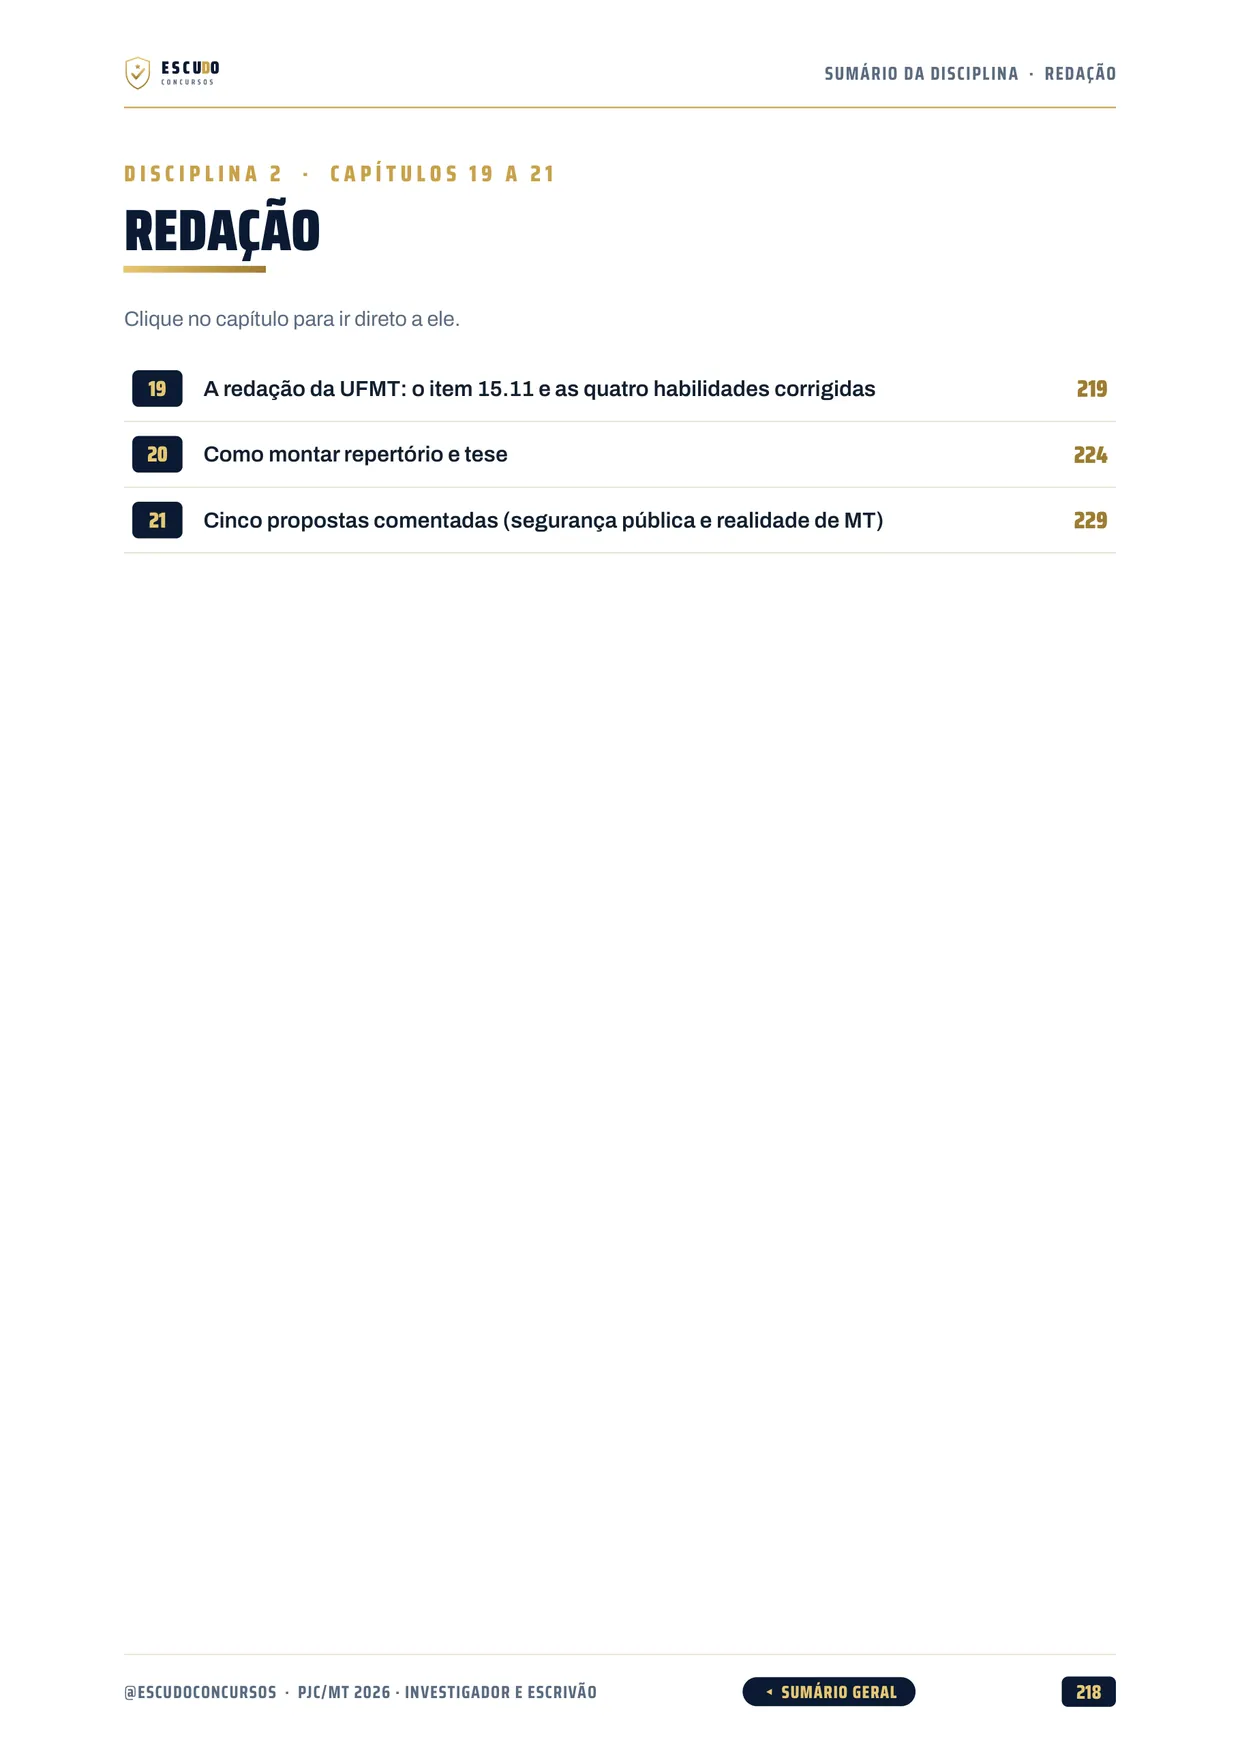 ESCUDO
CONCURSOS
SUMÁRIO DA DISCIPLINA · REDAÇÃO
DISCIPLINA 2 · CAPÍTULOS 19 A 21
REDAÇÃO
Clique no capítulo para ir direto a ele.
19 A redação da UFMT: o item 15.11 e as quatro habilidades corrigidas 219
20 Como montar repertório e tese 224
21 Cinco propostas comentadas (segurança pública e realidade de MT) 229
@ESCUDOCONCURSOS · PJC/MT 2026 · INVESTIGADOR E ESCRIVÃO
◂ SUMÁRIO GERAL
218